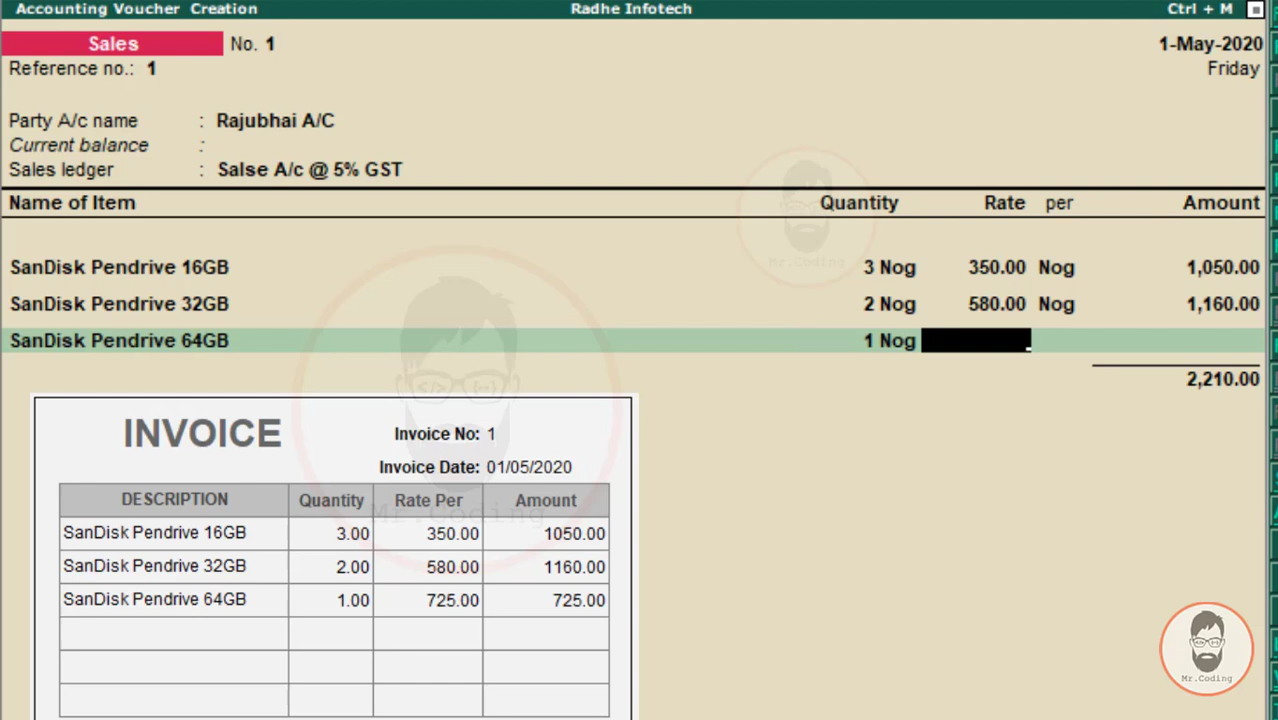 Accounting Voucher Creation Radhe Infotech Ctrl + M
Sales No. 1 1-May-2020
Reference no.: 1 Friday
Party A/c name : Rajubhai A/C
Current balance :
Sales ledger : Salse A/c @ 5% GST
Name of Item Quantity Rate per Amount
SanDisk Pendrive 16GB 3 Nog 350.00 Nog 1,050.00
SanDisk Pendrive 32GB 2 Nog 580.00 Nog 1,160.00
SanDisk Pendrive 64GB 1 Nog
2,210.00
INVOICE Invoice No: 1
Invoice Date: 01/05/2020
DESCRIPTION Quantity Rate Per Amount
SanDisk Pendrive 16GB 3.00 350.00 1050.00
SanDisk Pendrive 32GB 2.00 580.00 1160.00
SanDisk Pendrive 64GB 1.00 725.00 725.00
Mr.Coding
Mr.Coding
Mr.Coding